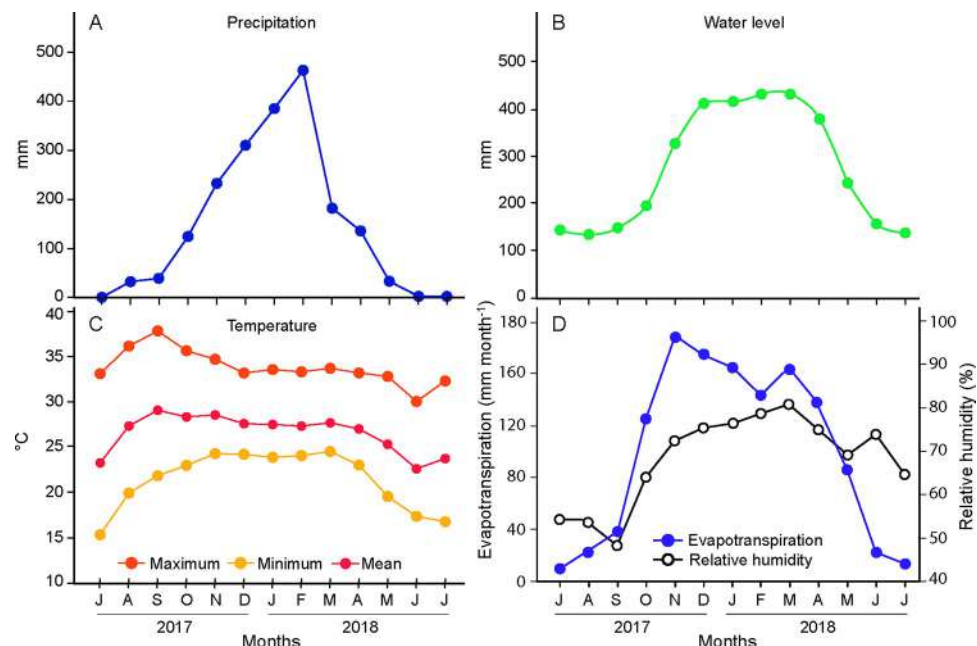 A
Precipitation
500
400
300
200
100
0
mm
B
Water level
500
400
300
200
100
0
mm
C
Temperature
40
35
30
25
20
15
10
°C
Maximum
Minimum
Mean
J A S O N D J F M A M J J
2017 2018
Months
D
180
160
120
80
40
0
Evapotranspiration (mm month⁻¹)
100
90
80
70
60
50
40
Relative humidity (%)
Evapotranspiration
Relative humidity
J A S O N D J F M A M J J
2017 2018
Months